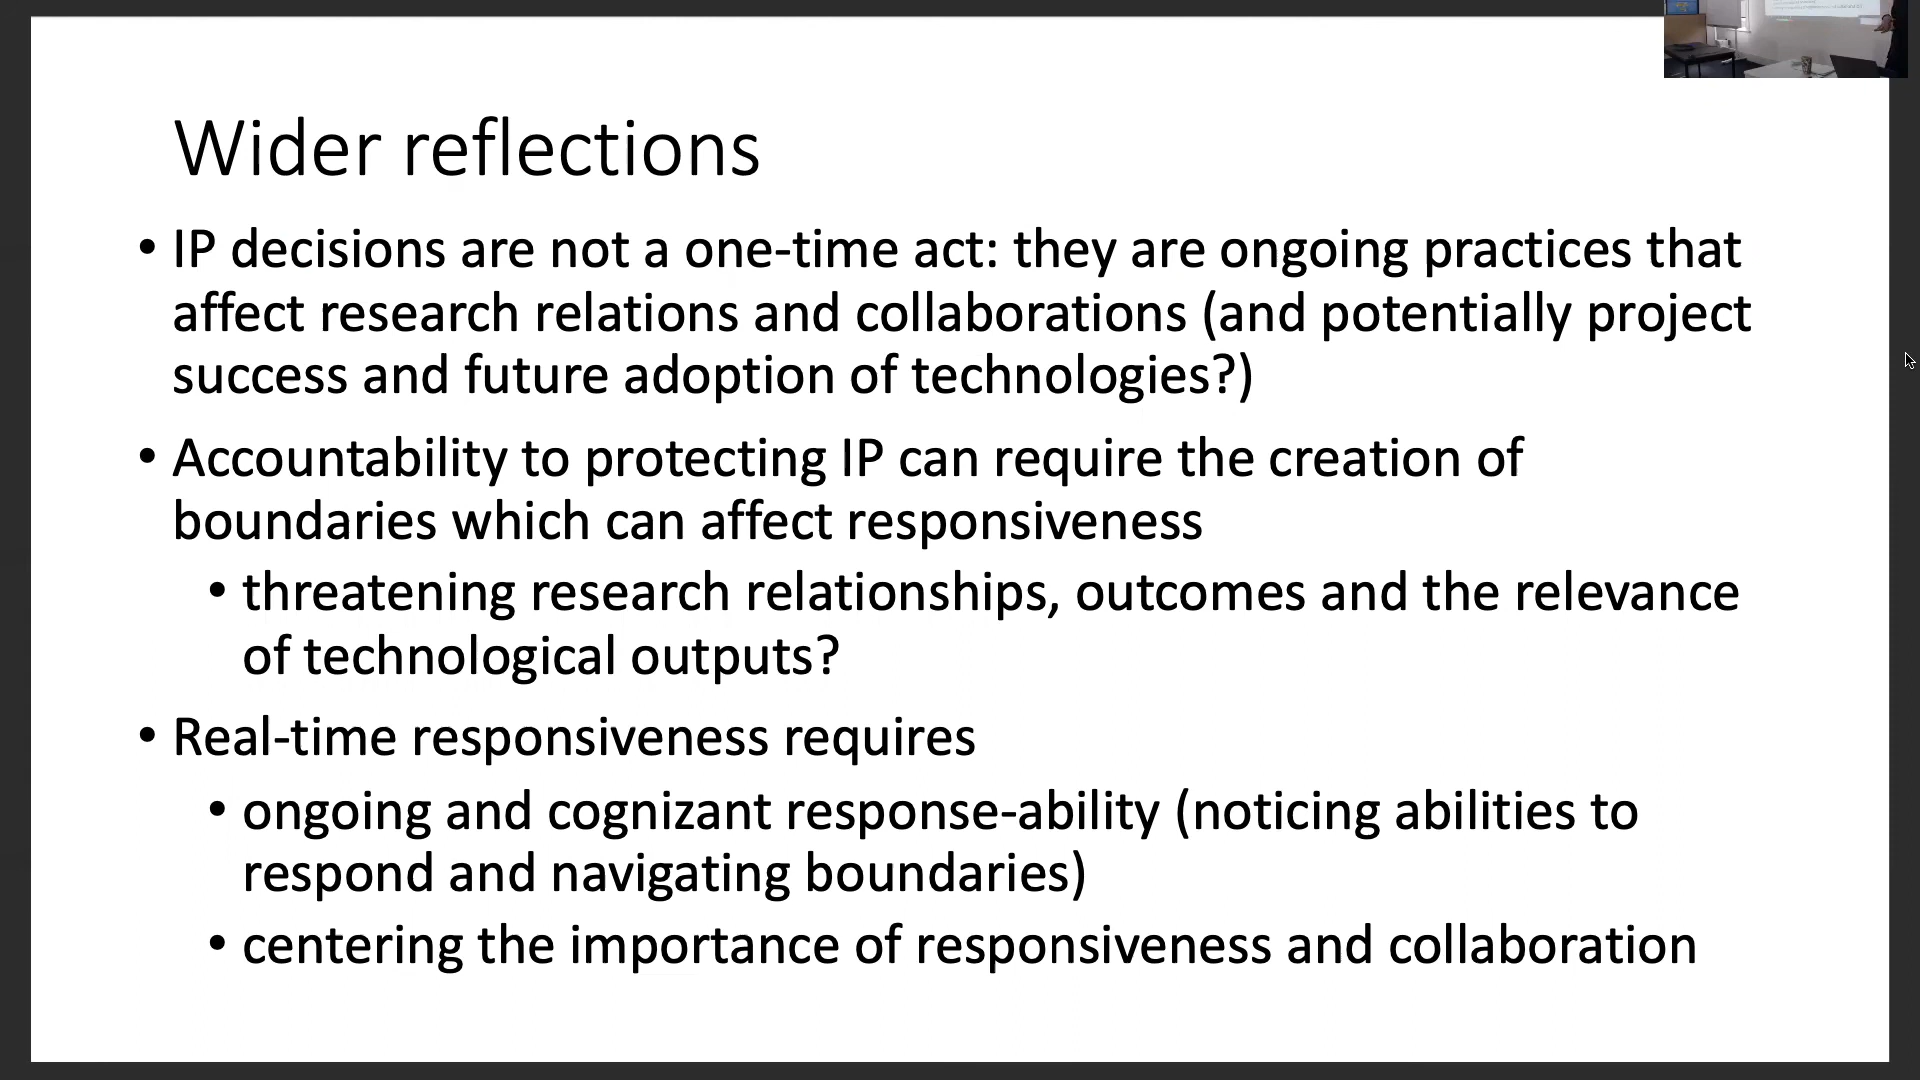 Wider reflections
• IP decisions are not a one-time act: they are ongoing practices that
affect research relations and collaborations (and potentially project
success and future adoption of technologies?)
• Accountability to protecting IP can require the creation of
boundaries which can affect responsiveness
• threatening research relationships, outcomes and the relevance
of technological outputs?
• Real-time responsiveness requires
• ongoing and cognizant response-ability (noticing abilities to
respond and navigating boundaries)
• centering the importance of responsiveness and collaboration